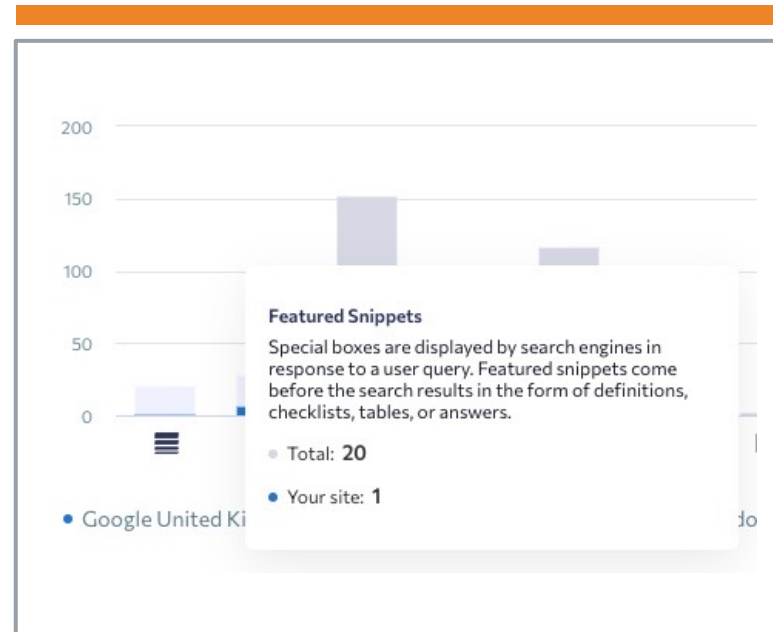 200
150
100
50
0
Featured Snippets
Special boxes are displayed by search engines in
response to a user query. Featured snippets come
before the search results in the form of definitions,
checklists, tables, or answers.
Total: 20
Your site: 1
Google United Ki
do